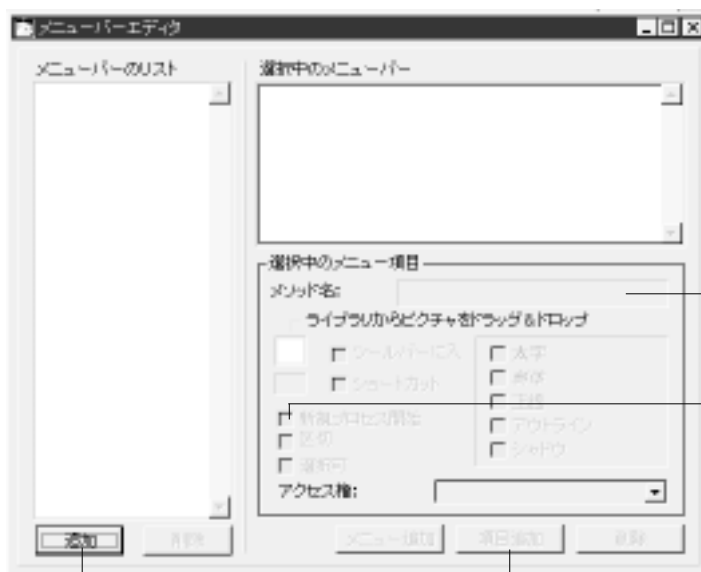 メニューバーエディタ
メニューバーのリスト
選択中のメニューバー
選択中のメニュー項目
メソッド名:
ライブラリからピクチャをドラッグ&ドロップ
ツールバーに入
ショートカット
太字
斜体
下線
アウトライン
シャドウ
新規プロセス開始
区切
選択可
アクセス権:
追加
削除
メニュー追加
項目追加
削除